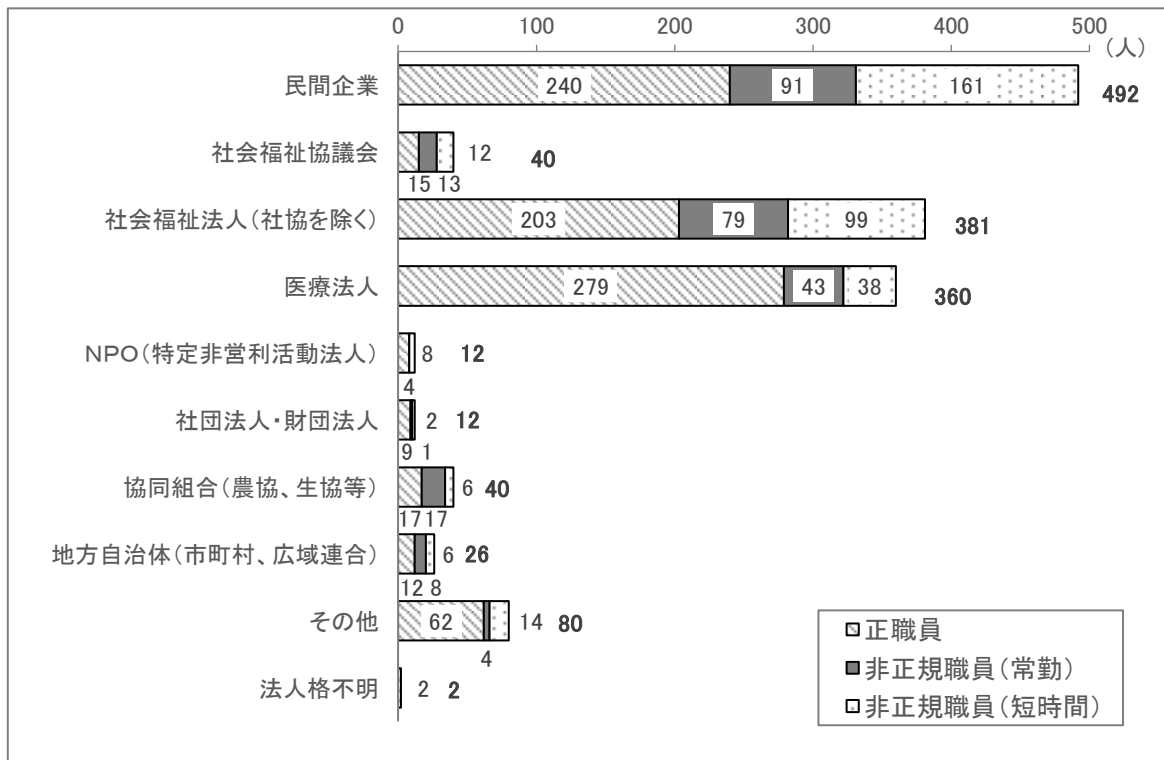 0 100 200 300 400 500
（人）
民間企業 240 91 161 492
社会福祉協議会 12 40
15 13
社会福祉法人（社協を除く） 203 79 99 381
医療法人 279 43 38 360
NPO（特定非営利活動法人） 8 12
4
社団法人・財団法人 2 12
9 1
協同組合（農協、生協等） 6 40
17 17
地方自治体（市町村、広域連合） 6 26
12 8
その他 62 14 80
4
法人格不明 2 2
正職員
非正規職員（常勤）
非正規職員（短時間）